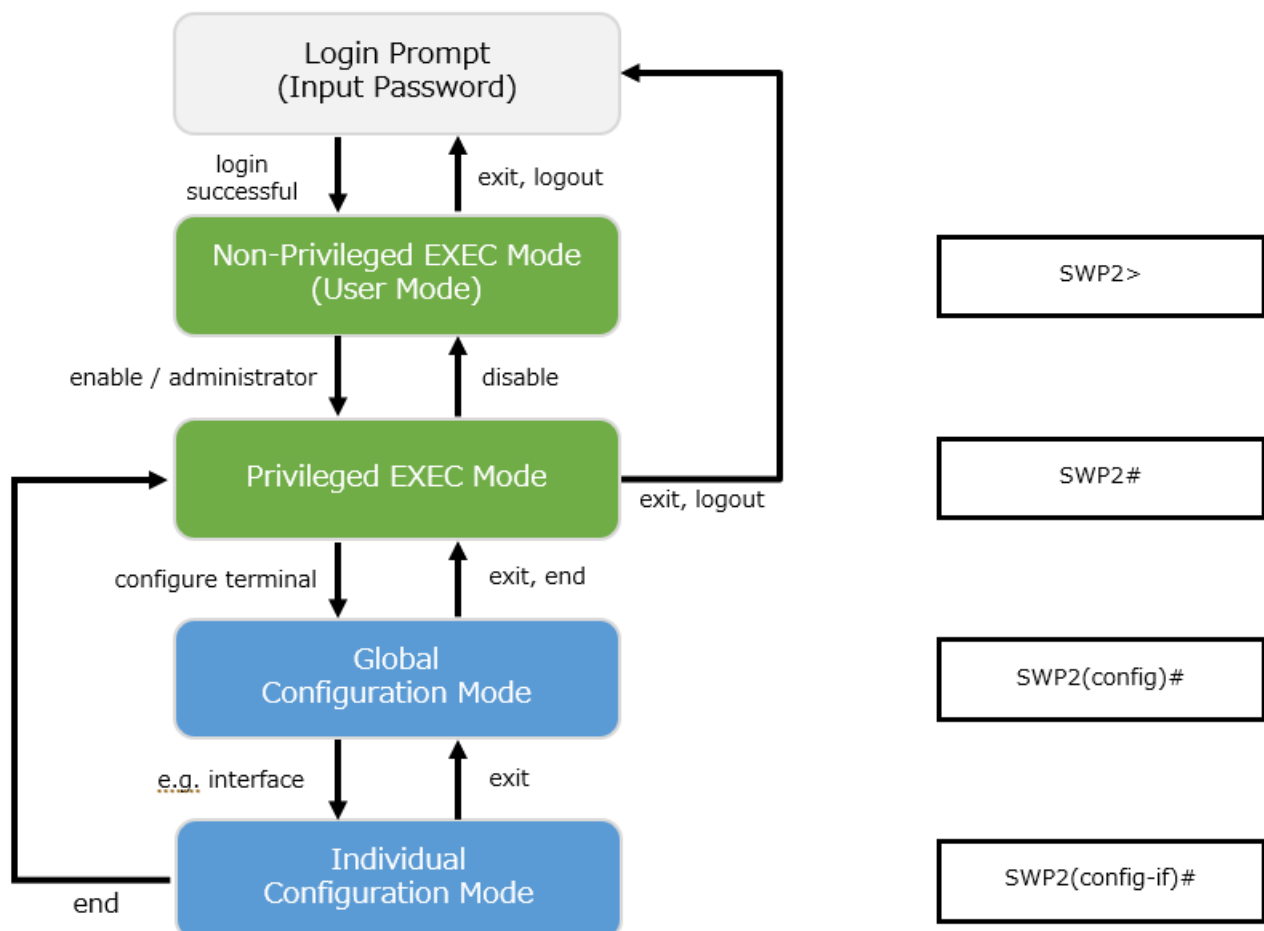 Login Prompt
(Input Password)
login
successful
exit, logout
Non-Privileged EXEC Mode
(User Mode)
SWP2>
enable / administrator
disable
Privileged EXEC Mode
SWP2#
exit, logout
configure terminal
exit, end
Global
Configuration Mode
SWP2(config)#
e.g. interface
exit
Individual
Configuration Mode
SWP2(config-if)#
end